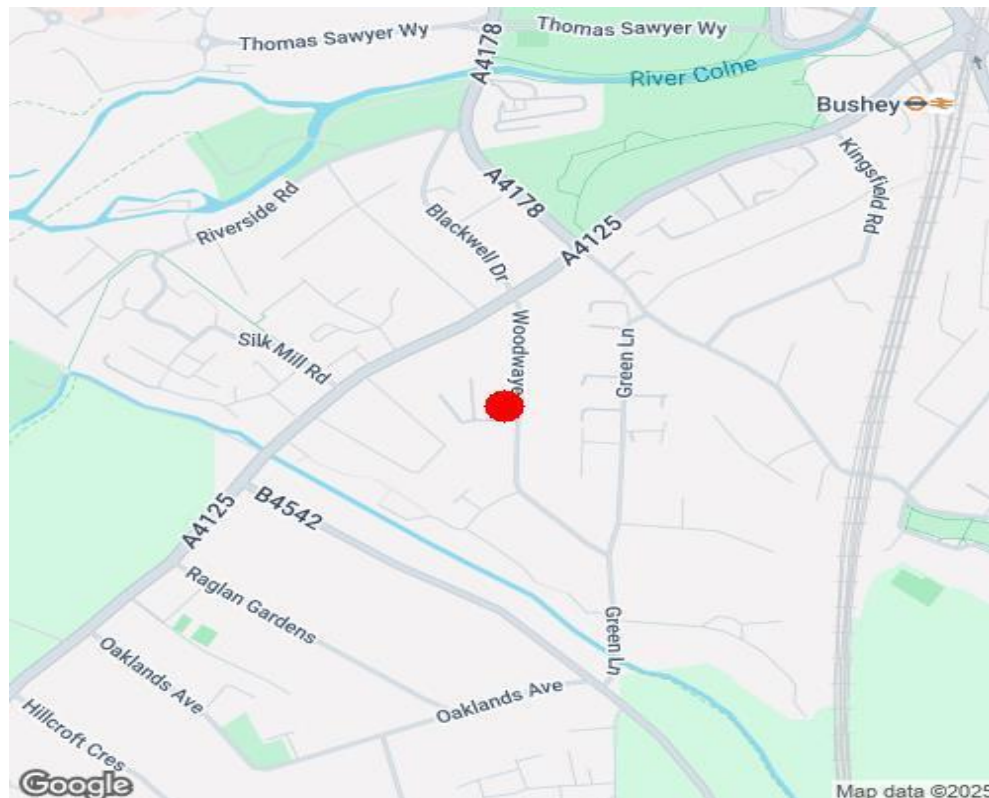 Thomas Sawyer Wy
A4178
Thomas Sawyer Wy
River Colne
Bushey
Kingsfield Rd
A4178
Riverside Rd
Blackwell Dr
A4125
Silk Mill Rd
Woodwaye
Green Ln
A4125
B4542
Raglan Gardens
Green Ln
Oaklands Ave
Oaklands Ave
Hillcroft Cres
Google
Map data ©2025